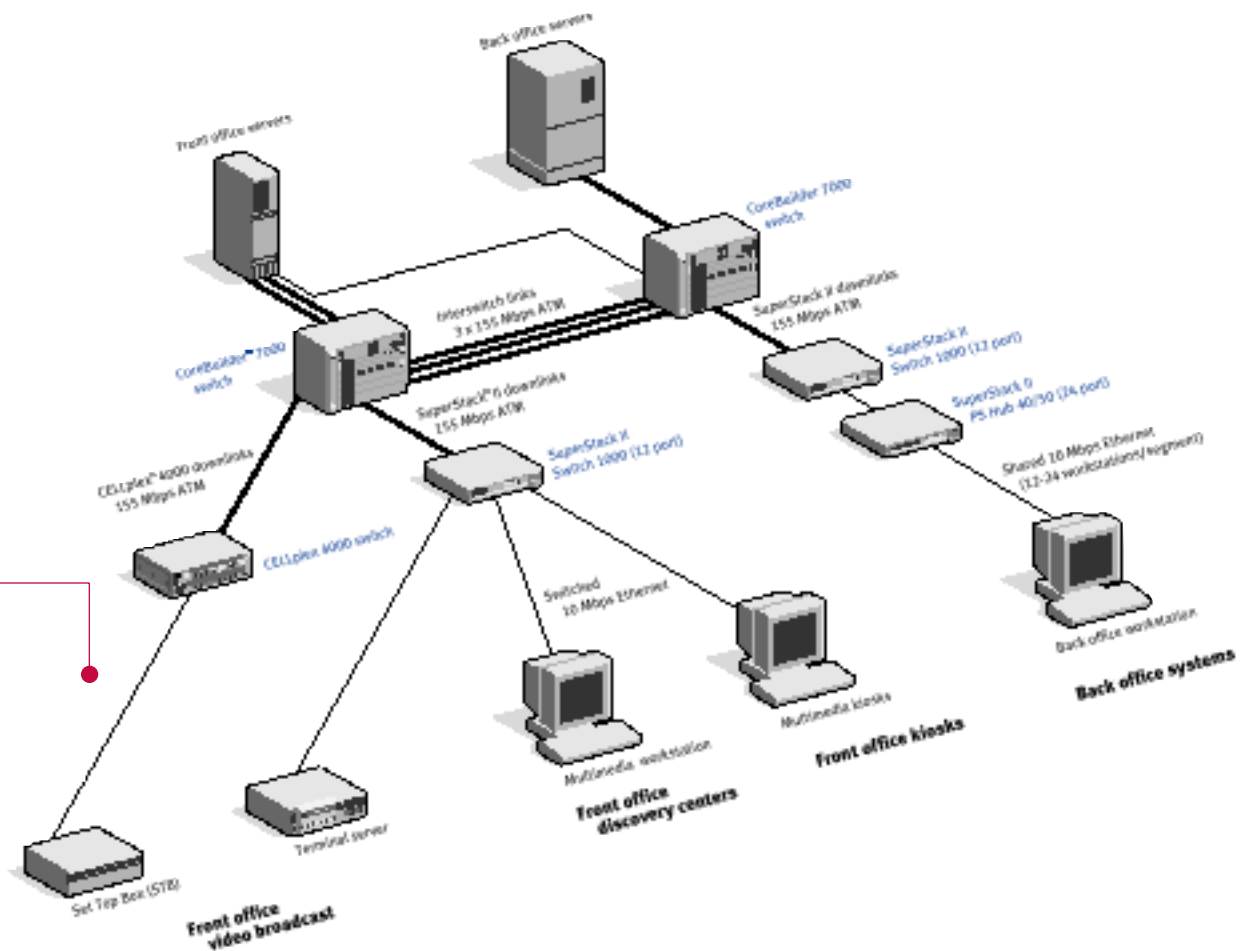 Back office servers
Front office servers
CoreBuilder 7000
switch
Interswitch links
3 x 155 Mbps ATM
SuperStack II downlinks
155 Mbps ATM
CoreBuilder™ 7000
switch
SuperStack II
Switch 1000 (12 port)
SuperStack™ II downlinks
155 Mbps ATM
SuperStack II
PS Hub 40/50 (24 port)
SuperStack II
Switch 1000 (12 port)
CELLplex™ 4000 downlinks
155 Mbps ATM
Shared 10 Mbps Ethernet
(12-24 workstations/segment)
CELLplex 4000 switch
Switched
10 Mbps Ethernet
Back office workstation
Back office systems
Multimedia kiosks
Front office kiosks
Multimedia workstation
Front office
discovery centers
Terminal server
Set Top Box (STB)
Front office
video broadcast